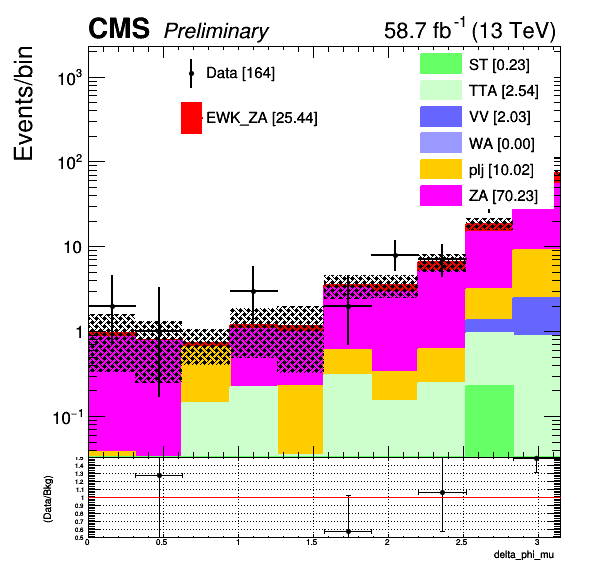 CMS Preliminary 58.7 fb⁻¹ (13 TeV)
Events/bin
Data [164]
EWK_ZA [25.44]
ST [0.23]
TTA [2.54]
VV [2.03]
WA [0.00]
plj [10.02]
ZA [70.23]
10³
10²
10
1
10⁻¹
(Data/Bkg)
1.5
1.4
1.3
1.2
1.1
1
0.9
0.8
0.7
0.6
0.5
0 0.5 1 1.5 2 2.5 3
delta_phi_mu